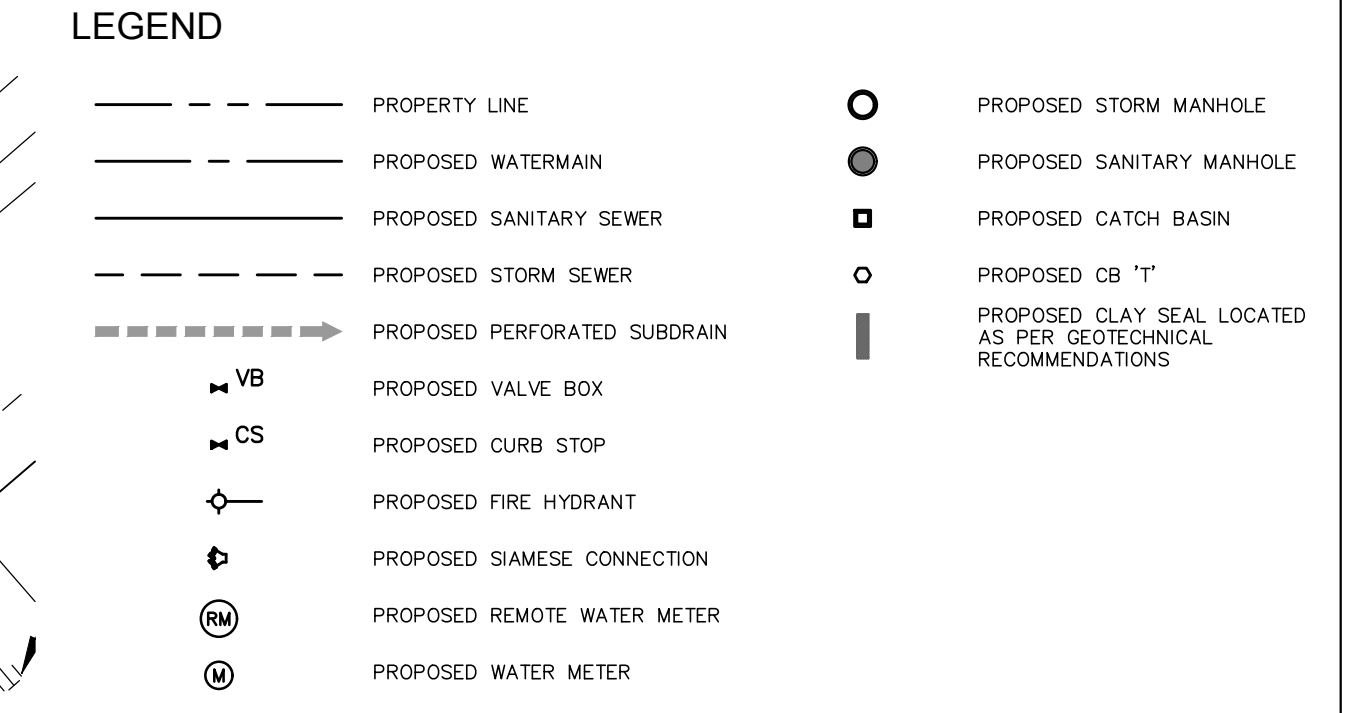 LEGEND
PROPERTY LINE
PROPOSED WATERMAIN
PROPOSED SANITARY SEWER
PROPOSED STORM SEWER
PROPOSED PERFORATED SUBDRAIN
VB PROPOSED VALVE BOX
CS PROPOSED CURB STOP
PROPOSED FIRE HYDRANT
PROPOSED SIAMESE CONNECTION
RM PROPOSED REMOTE WATER METER
M PROPOSED WATER METER
PROPOSED STORM MANHOLE
PROPOSED SANITARY MANHOLE
PROPOSED CATCH BASIN
PROPOSED CB 'T'
PROPOSED CLAY SEAL LOCATED
AS PER GEOTECHNICAL
RECOMMENDATIONS